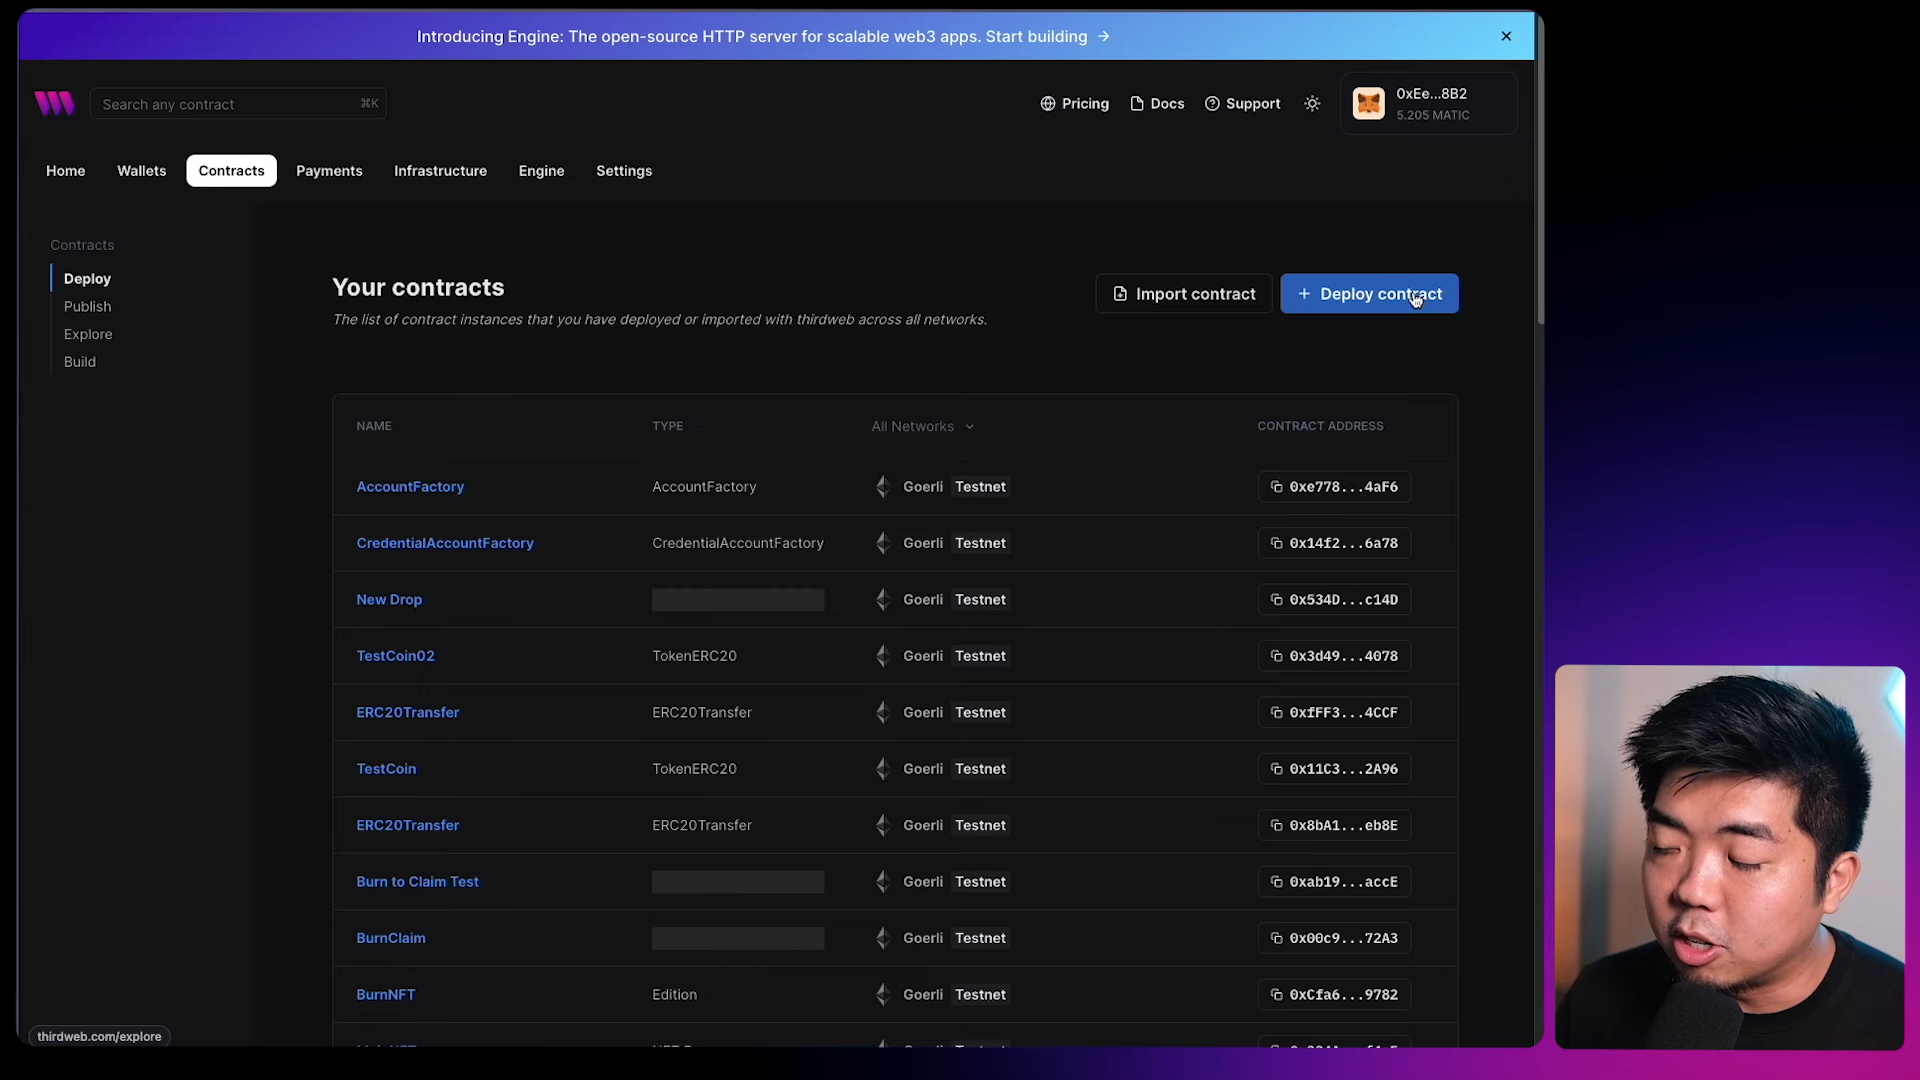 Introducing Engine: The open-source HTTP server for scalable web3 apps. Start building →
Search any contract
⌘K
Pricing
Docs
Support
0xEe...8B2
5.205 MATIC
Home
Wallets
Contracts
Payments
Infrastructure
Engine
Settings
Contracts
Deploy
Publish
Explore
Build
Your contracts
The list of contract instances that you have deployed or imported with thirdweb across all networks.
Import contract
+ Deploy contract
NAME TYPE All Networks CONTRACT ADDRESS
AccountFactory AccountFactory Goerli Testnet 0xe778...4aF6
CredentialAccountFactory CredentialAccountFactory Goerli Testnet 0x14f2...6a78
New Drop Goerli Testnet 0x534D...c14D
TestCoin02 TokenERC20 Goerli Testnet 0x3d49...4078
ERC20Transfer ERC20Transfer Goerli Testnet 0xfFF3...4CCF
TestCoin TokenERC20 Goerli Testnet 0x11C3...2A96
ERC20Transfer ERC20Transfer Goerli Testnet 0x8bA1...eb8E
Burn to Claim Test Goerli Testnet 0xab19...accE
BurnClaim Goerli Testnet 0x00c9...72A3
BurnNFT Edition Goerli Testnet 0xCfa6...9782
thirdweb.com/explore